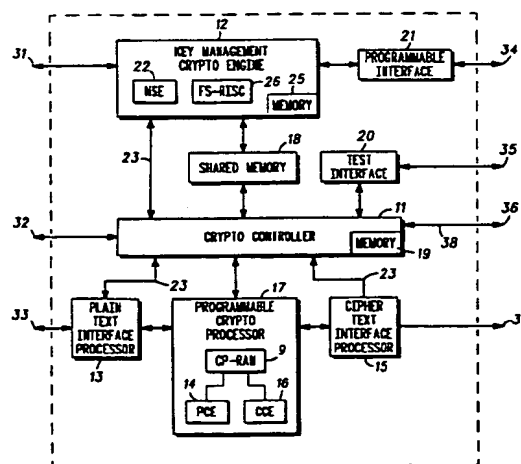 12
21
31
KEY MANAGEMENT
CRYPTO ENGINE
PROGRAMMABLE
INTERFACE
34
22
26
25
NSE
FS-RISC
MEMORY
18
20
23
SHARED MEMORY
TEST
INTERFACE
35
11
36
32
CRYPTO CONTROLLER
MEMORY
38
19
23
17
23
33
PLAIN
TEXT
INTERFACE
PROCESSOR
PROGRAMMABLE
CRYPTO
PROCESSOR
CIPHER
TEXT
INTERFACE
PROCESSOR
3
13
15
CP-RAM
9
14
16
PCE
CCE